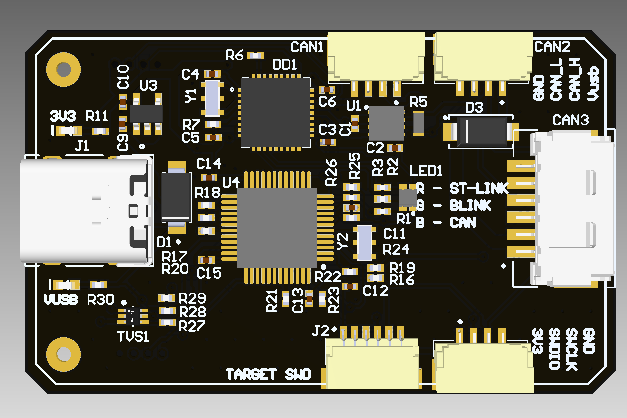 CAN1
CAN2
R6
DD1
C4
C10
U3
Y1
C6
U1
R5
D3
GND
CAN_L
CAN_H
Vusb
CAN3
3V3
R11
R7
C5
C3
C1
C2
R2
C9
J1
C14
R18
U4
R26
R25
R3
LED1
R - ST-LINK
G - BLINK
B - CAN
R1
D1
R17
R20
C15
Y2
C11
R24
R22
R19
R16
C12
VUSB
R30
R29
R28
R27
TVS1
R21
C13
R23
J2
TARGET SWD
3V3
SWDIO
SWCLK
GND